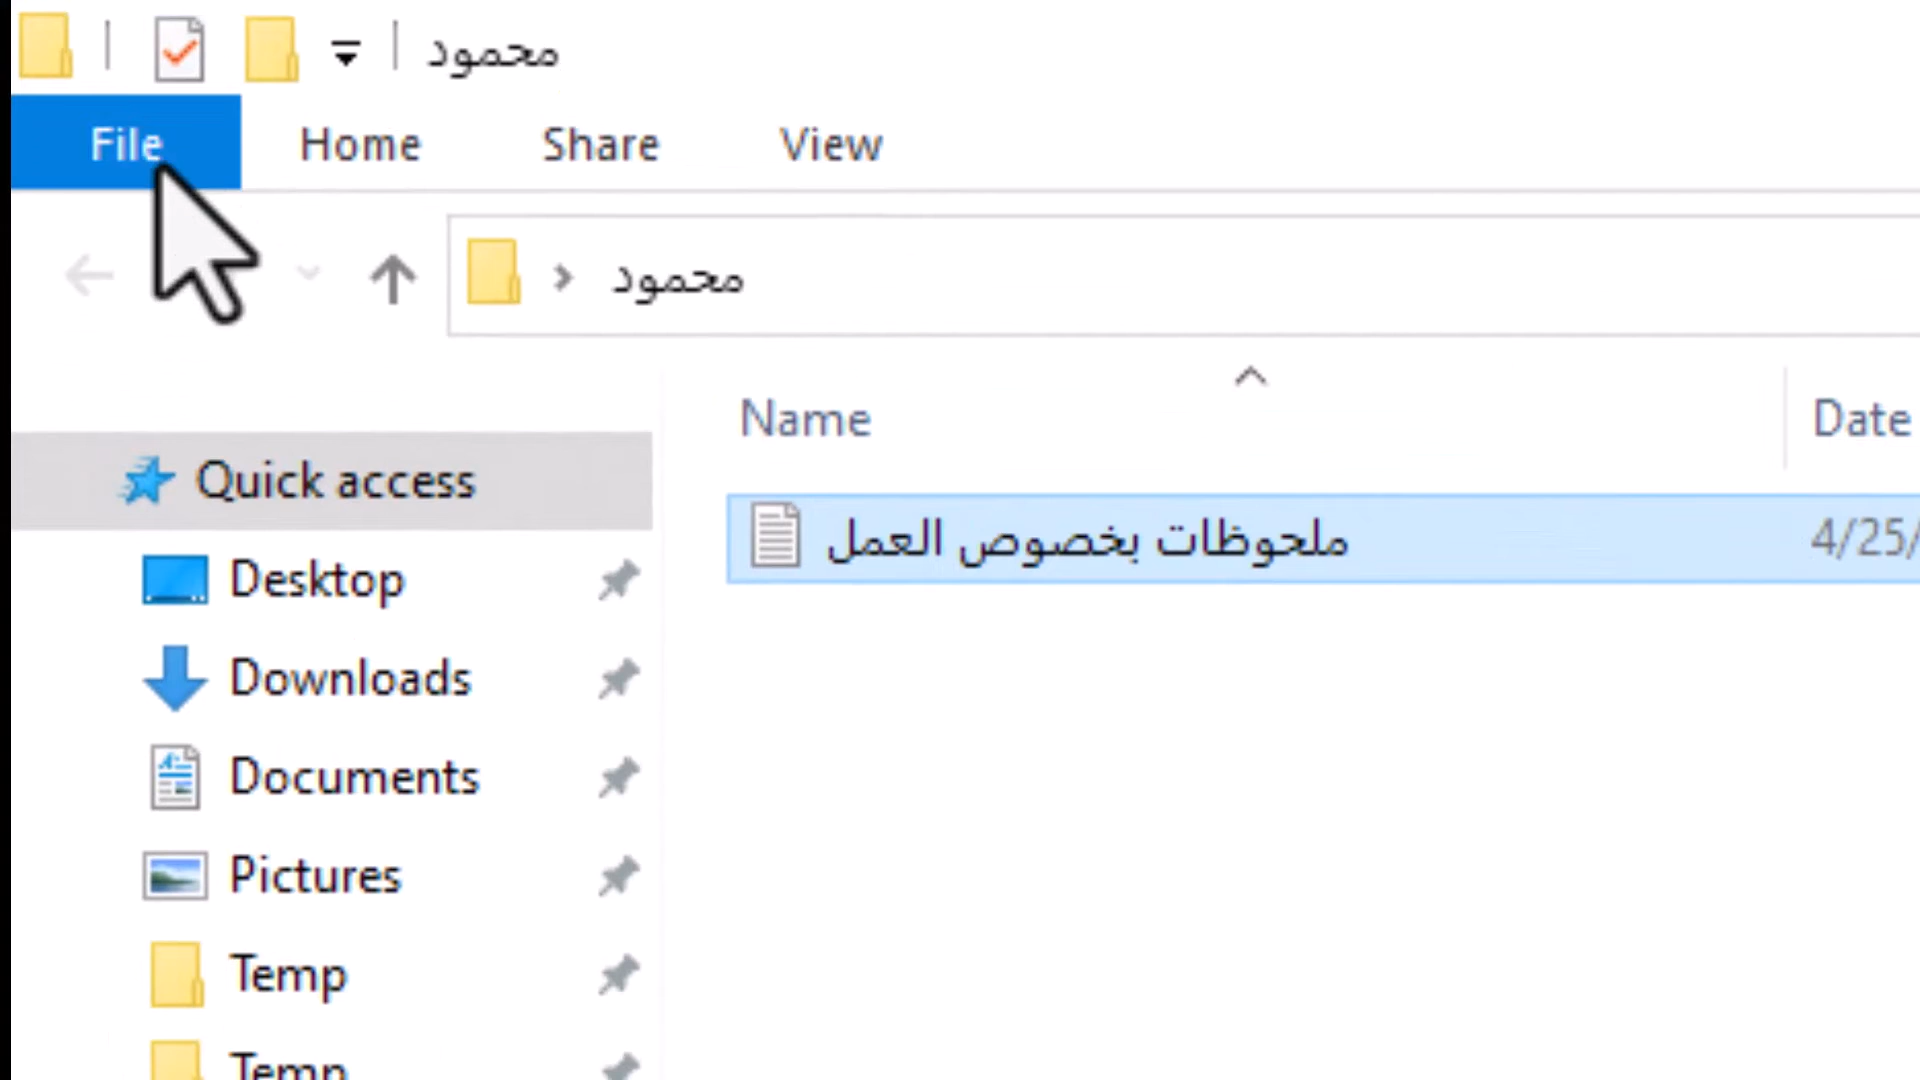 محمود
File Home Share View
محمود
Name Date
Quick access
ملحوظات بخصوص العمل 4/25/
Desktop
Downloads
Documents
Pictures
Temp
Temp